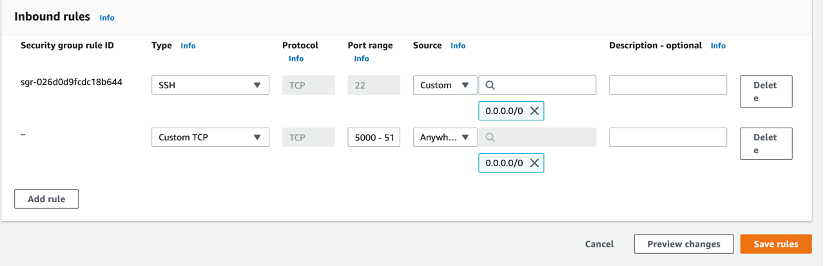 Inbound rules Info
Security group rule ID Type Info Protocol Port range Source Info Description - optional Info
Info Info
sgr-026d0d9fcdc18b644 SSH TCP 22 Custom Delet
e
0.0.0.0/0
– Custom TCP TCP 5000 - 51 Anywh... Delet
e
0.0.0.0/0
Add rule
Cancel Preview changes Save rules